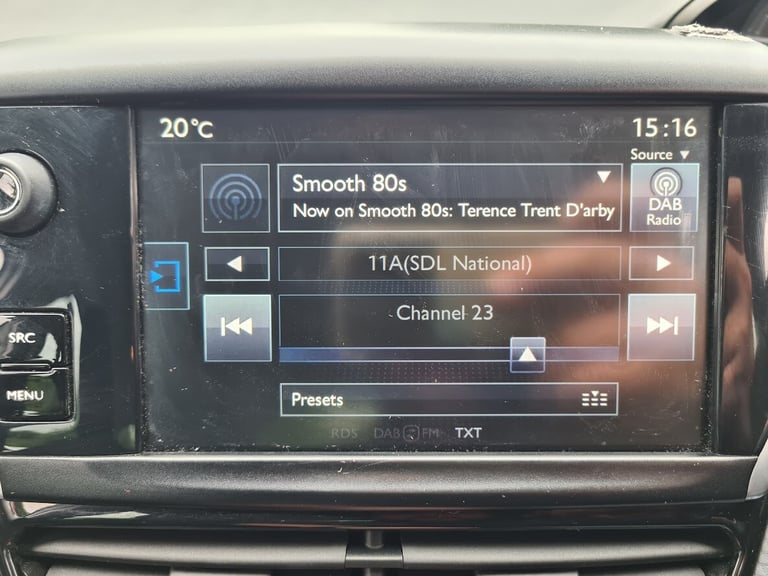 20°C
15:16
Source
Smooth 80s
Now on Smooth 80s: Terence Trent D'arby
DAB
Radio
11A(SDL National)
Channel 23
SRC
MENU
Presets
RDS DAB FM TXT